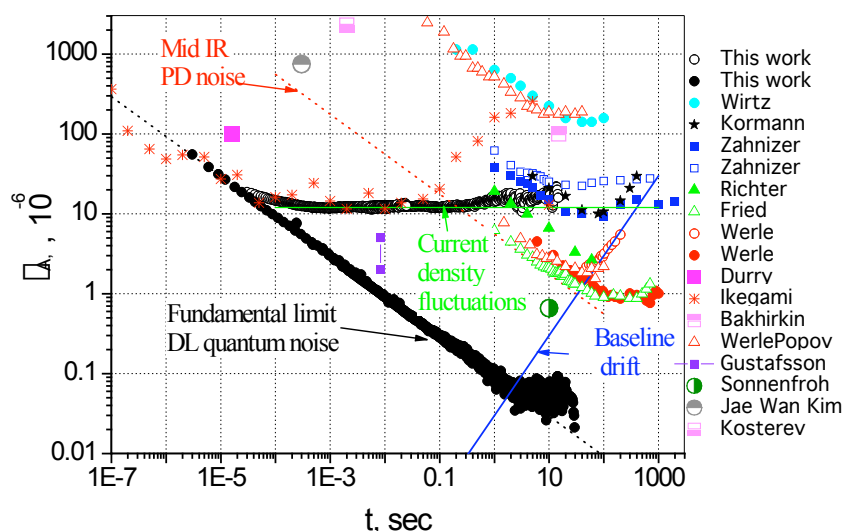 1000
100
10
1
0.1
0.01
1E-7
1E-5
1E-3
0.1
10
1000
t, sec
A, 10^-6
Mid IR
PD noise
Current
density
fluctuations
Fundamental limit
DL quantum noise
Baseline
drift
This work
This work
Wirtz
Kormann
Zahnizer
Zahnizer
Richter
Fried
Werle
Werle
Durry
Ikegami
Bakhirkin
WerlePopov
Gustafsson
Sonnenfroh
Jae Wan Kim
Kosterev